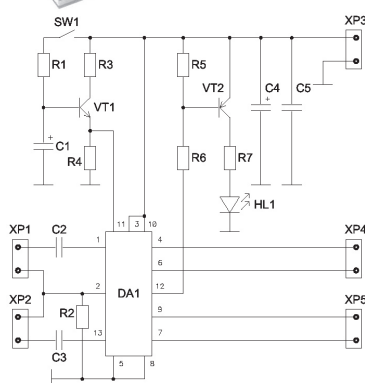 SW1
XP3
R1
R3
R5
VT1
VT2
C4
C5
+
+
C1
R4
R6
R7
HL1
11
3
10
XP1
C2
1
4
XP4
6
2
12
DA1
XP2
R2
9
XP5
13
7
C3
5
8